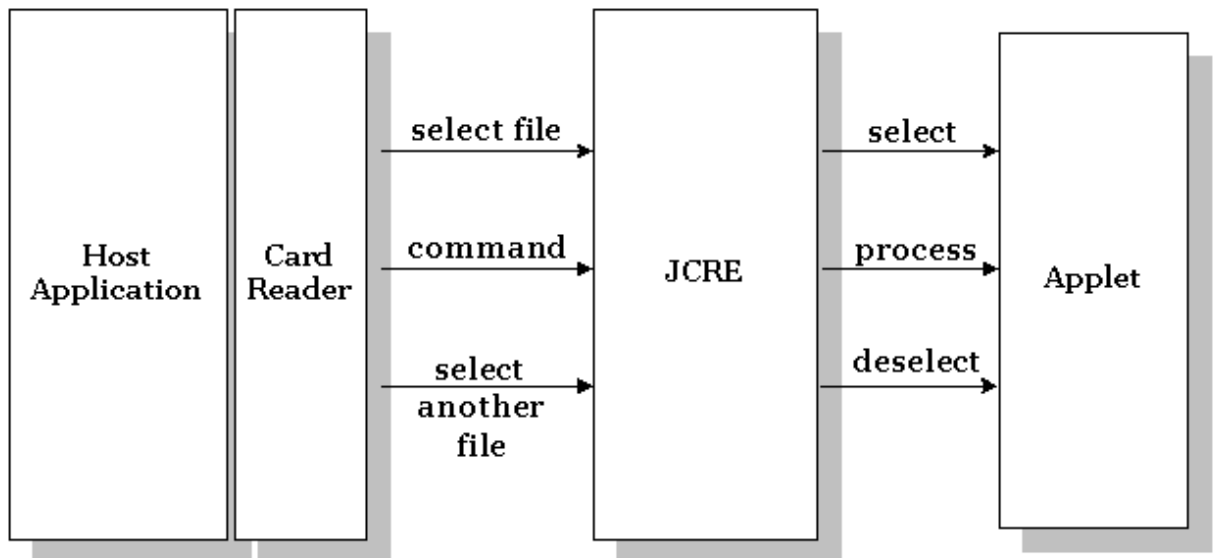 select file
select
Host
Application
Card
Reader
command
JCRE
process
Applet
select
another
file
deselect